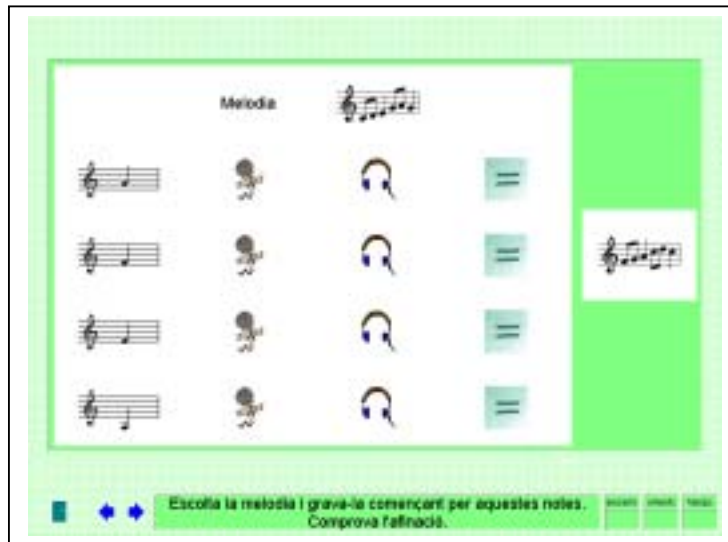 Melodia
Escolta la melodia i grava-la començant per aquestes notes.
Comprova l'afinació.